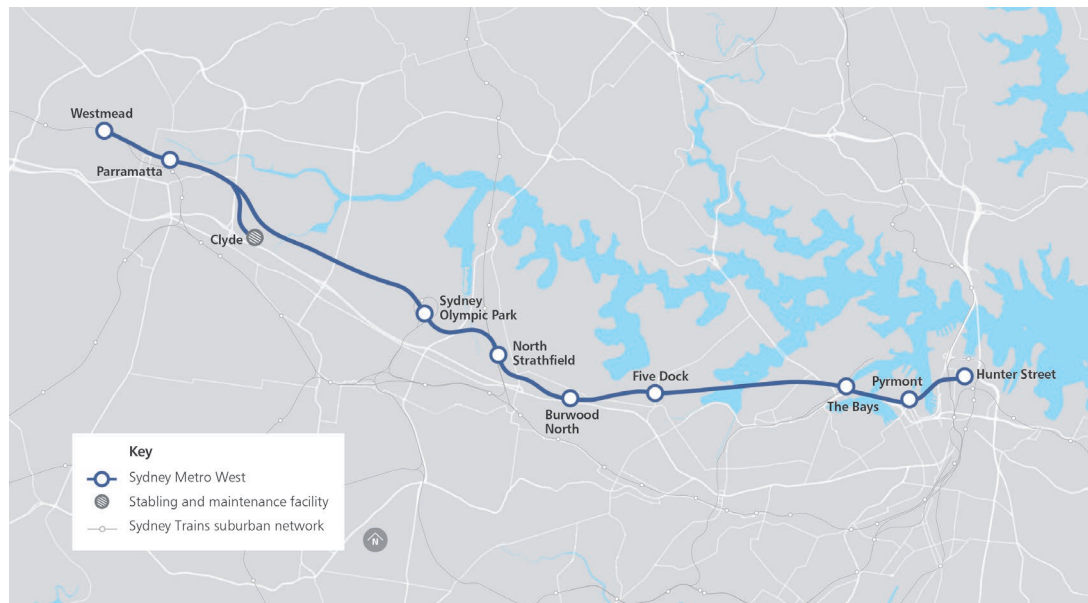 Westmead
Parramatta
Clyde
Sydney
Olympic Park
North
Strathfield
Burwood
North
Five Dock
The Bays
Pyrmont
Hunter Street
Key
Sydney Metro West
Stabling and maintenance facility
Sydney Trains suburban network
N